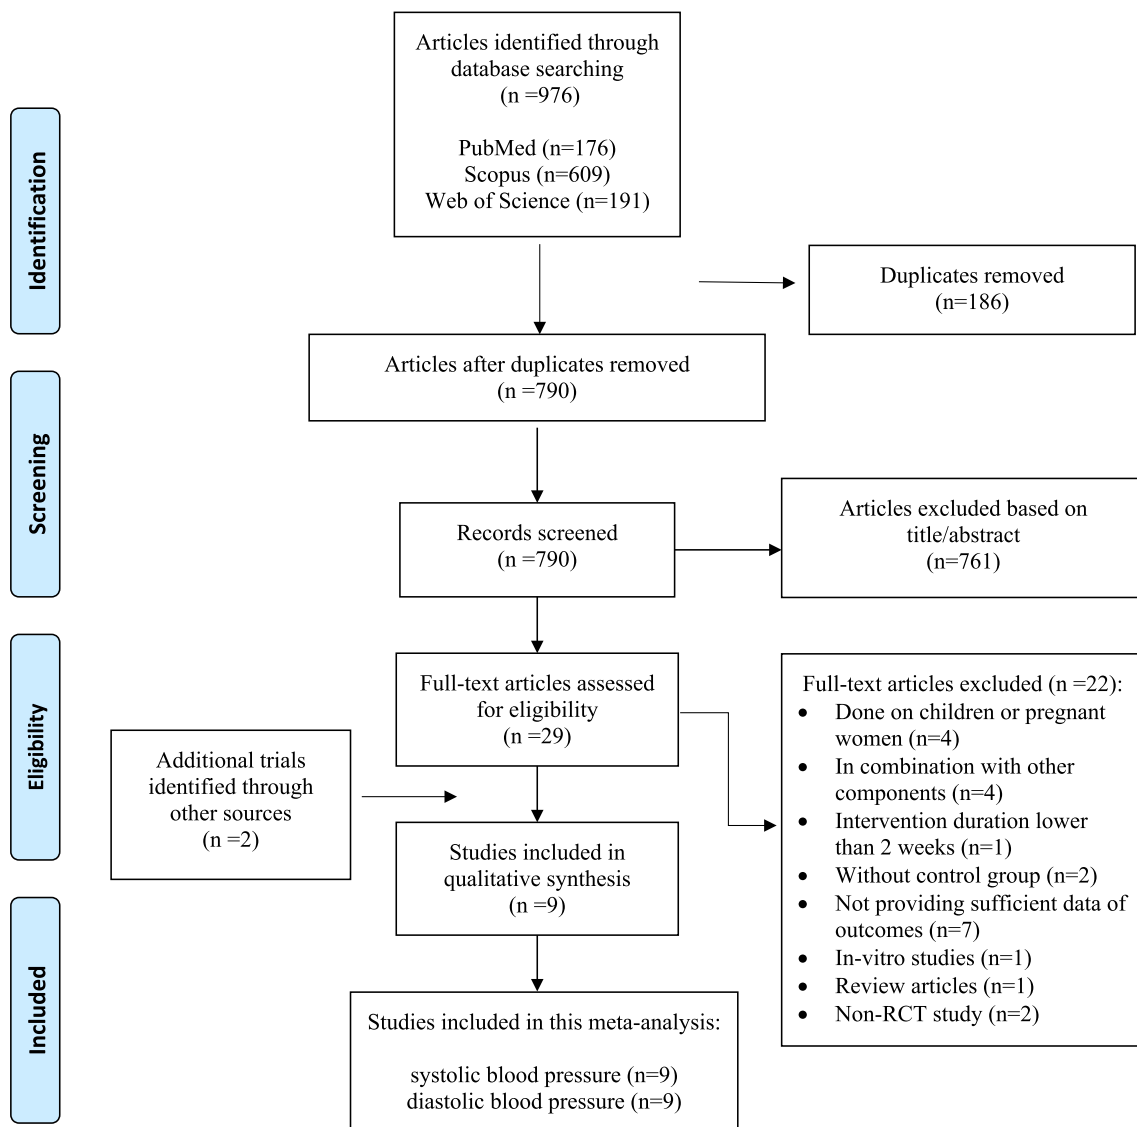 Identification
Articles identified through
database searching
(n =976)
PubMed (n=176)
Scopus (n=609)
Web of Science (n=191)
Duplicates removed
(n=186)
Articles after duplicates removed
(n =790)
Screening
Records screened
(n =790)
Articles excluded based on
title/abstract
(n=761)
Eligibility
Full-text articles assessed
for eligibility
(n =29)
Full-text articles excluded (n =22):
• Done on children or pregnant
women (n=4)
• In combination with other
components (n=4)
• Intervention duration lower
than 2 weeks (n=1)
• Without control group (n=2)
• Not providing sufficient data of
outcomes (n=7)
• In-vitro studies (n=1)
• Review articles (n=1)
• Non-RCT study (n=2)
Additional trials
identified through
other sources
(n =2)
Studies included in
qualitative synthesis
(n =9)
Included
Studies included in this meta-analysis:
systolic blood pressure (n=9)
diastolic blood pressure (n=9)